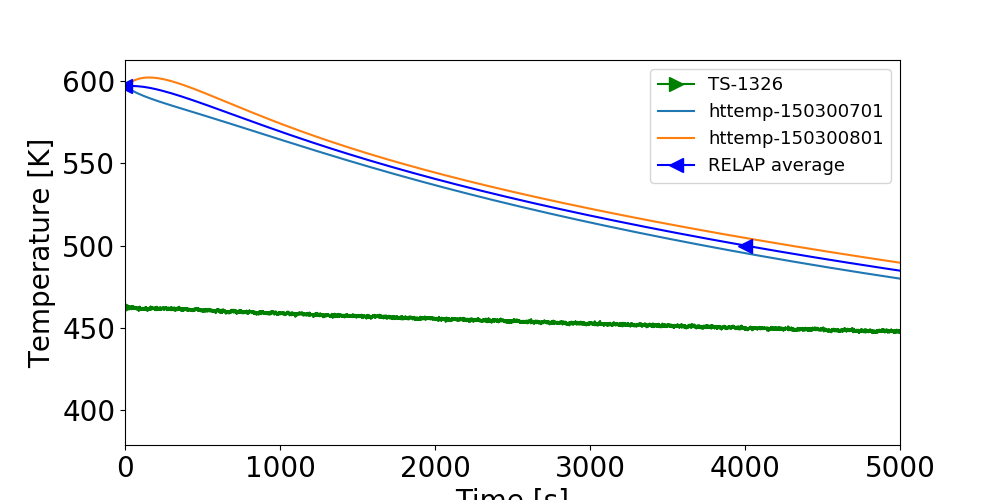 600
550
500
450
400
Temperature [K]
TS-1326
httemp-150300701
httemp-150300801
RELAP average
0 1000 2000 3000 4000 5000
Time [s]